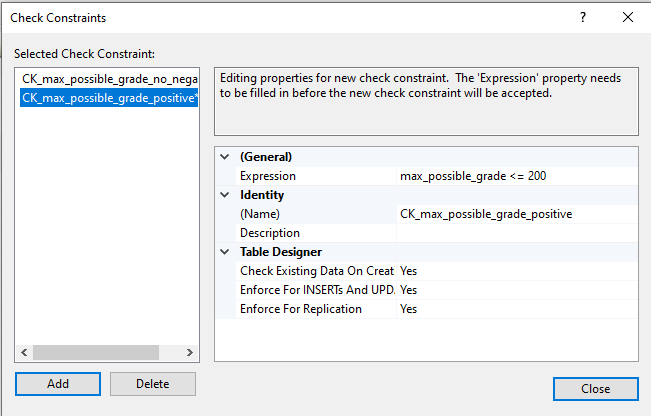 Check Constraints
Selected Check Constraint:
CK_max_possible_grade_no_nega
CK_max_possible_grade_positive*
Editing properties for new check constraint.  The 'Expression' property needs
to be filled in before the new check constraint will be accepted.
(General)
Expression max_possible_grade <= 200
Identity
(Name) CK_max_possible_grade_positive
Description
Table Designer
Check Existing Data On Creat Yes
Enforce For INSERTs And UPD. Yes
Enforce For Replication Yes
Add Delete
Close